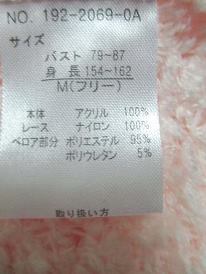 NO. 192-2069-0A
サイズ
バスト 79~87
身長 154~162
M(フリー)
本体 アクリル 100%
レース ナイロン 100%
ベロア部分 ポリエステル 95%
ポリウレタン 5%
取り扱い方